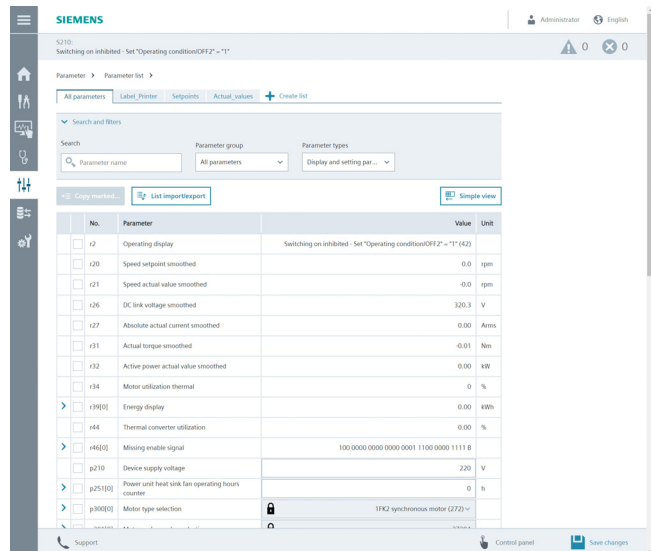 SIEMENS
Administrator
English
S210:
Switching on inhibited - Set "Operating condition/OFF2" = "1"
0
0
Parameter > Parameter list >
All parameters
Label_Printer
Setpoints
Actual_values
Create list
Search and filters
Search
Parameter group
Parameter types
Parameter name
All parameters
Display and setting par...
Copy marked...
List import/export
Simple view
No. Parameter Value Unit
r2 Operating display Switching on inhibited - Set "Operating condition/OFF2" = "1" (42)
r20 Speed setpoint smoothed 0.0 rpm
r21 Speed actual value smoothed -0.0 rpm
r26 DC link voltage smoothed 320.3 V
r27 Absolute actual current smoothed 0.00 Arms
r31 Actual torque smoothed -0.01 Nm
r32 Active power actual value smoothed 0.00 kW
r34 Motor utilization thermal 0 %
r39[0] Energy display 0.00 kWh
r44 Thermal converter utilization 0.00 %
r46[0] Missing enable signal 100 0000 0000 0000 0001 1100 0000 1111 B
p210 Device supply voltage 220 V
p251[0] Power unit heat sink fan operating hours
counter 0 h
p300[0] Motor type selection 1FK2 synchronous motor (272)
Support
Control panel
Save changes